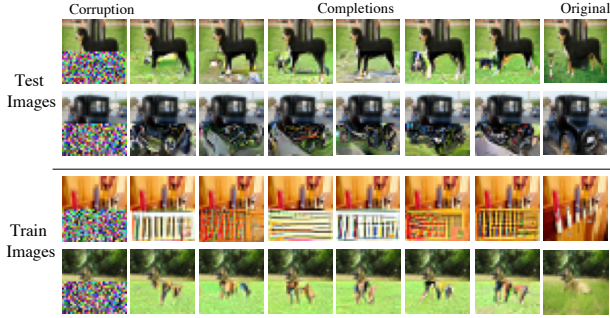 Corruption Completions Original
Test
Images
Train
Images